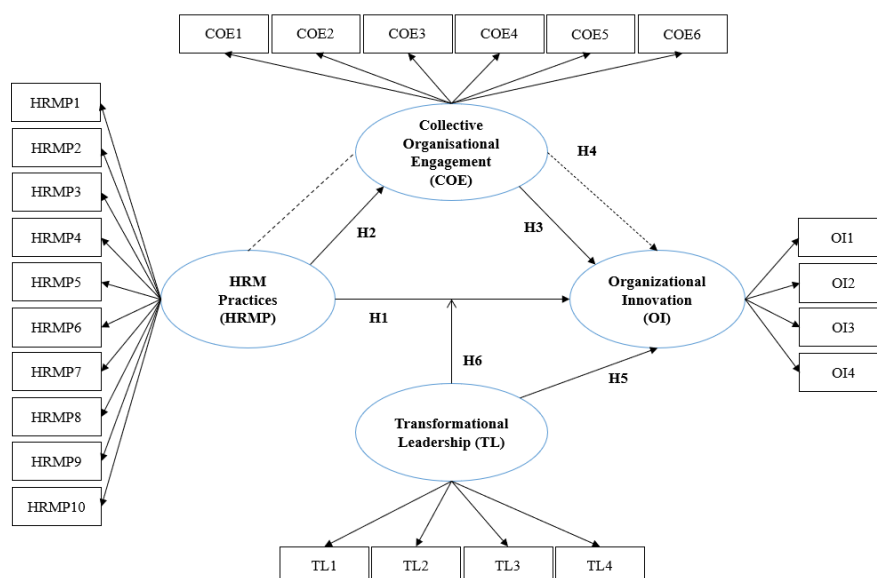 COE1
COE2
COE3
COE4
COE5
COE6
HRMP1
HRMP2
HRMP3
HRMP4
HRMP5
HRMP6
HRMP7
HRMP8
HRMP9
HRMP10
Collective
Organisational
Engagement
(COE)
H4
H2
H3
HRM
Practices
(HRMP)
H1
Organizational
Innovation
(OI)
OI1
OI2
OI3
OI4
H6
H5
Transformational
Leadership (TL)
TL1
TL2
TL3
TL4